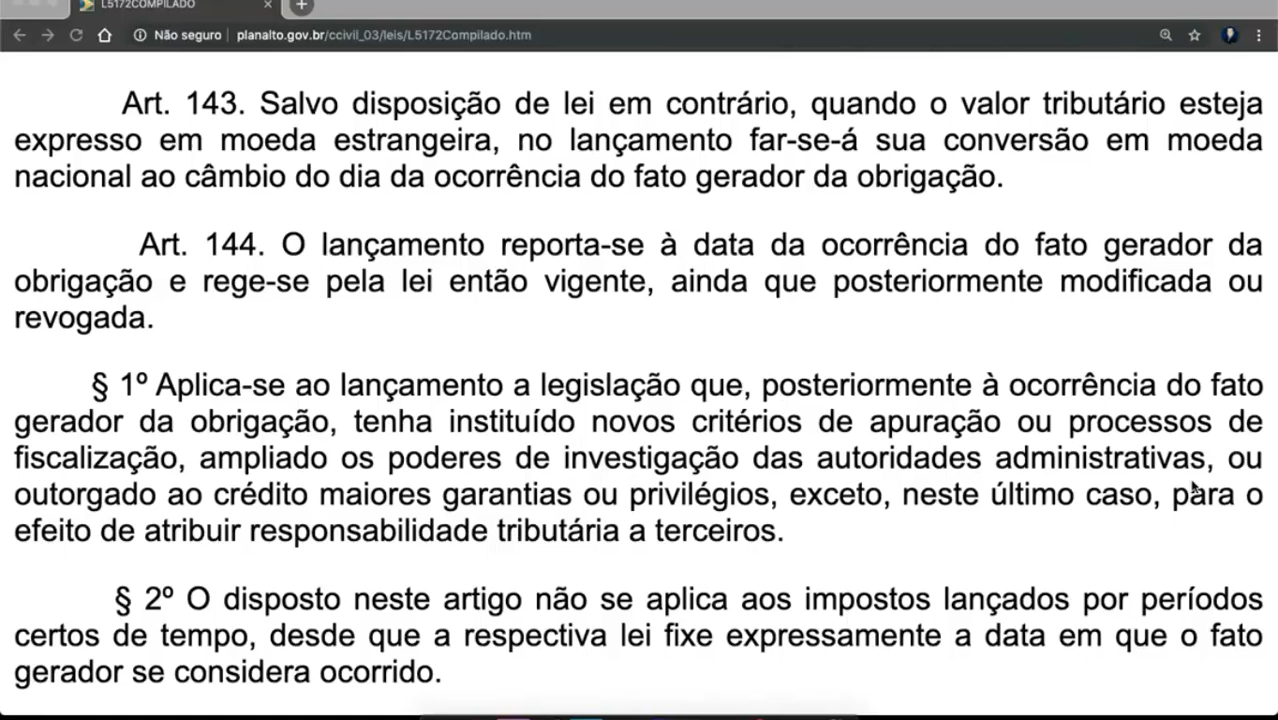 L5172COMPILADO
Não seguro | planalto.gov.br/ccivil_03/leis/L5172Compilado.htm
Art. 143. Salvo disposição de lei em contrário, quando o valor tributário esteja
expresso em moeda estrangeira, no lançamento far-se-á sua conversão em moeda
nacional ao câmbio do dia da ocorrência do fato gerador da obrigação.
Art. 144. O lançamento reporta-se à data da ocorrência do fato gerador da
obrigação e rege-se pela lei então vigente, ainda que posteriormente modificada ou
revogada.
§ 1º Aplica-se ao lançamento a legislação que, posteriormente à ocorrência do fato
gerador da obrigação, tenha instituído novos critérios de apuração ou processos de
fiscalização, ampliado os poderes de investigação das autoridades administrativas, ou
outorgado ao crédito maiores garantias ou privilégios, exceto, neste último caso, para o
efeito de atribuir responsabilidade tributária a terceiros.
§ 2º O disposto neste artigo não se aplica aos impostos lançados por períodos
certos de tempo, desde que a respectiva lei fixe expressamente a data em que o fato
gerador se considera ocorrido.